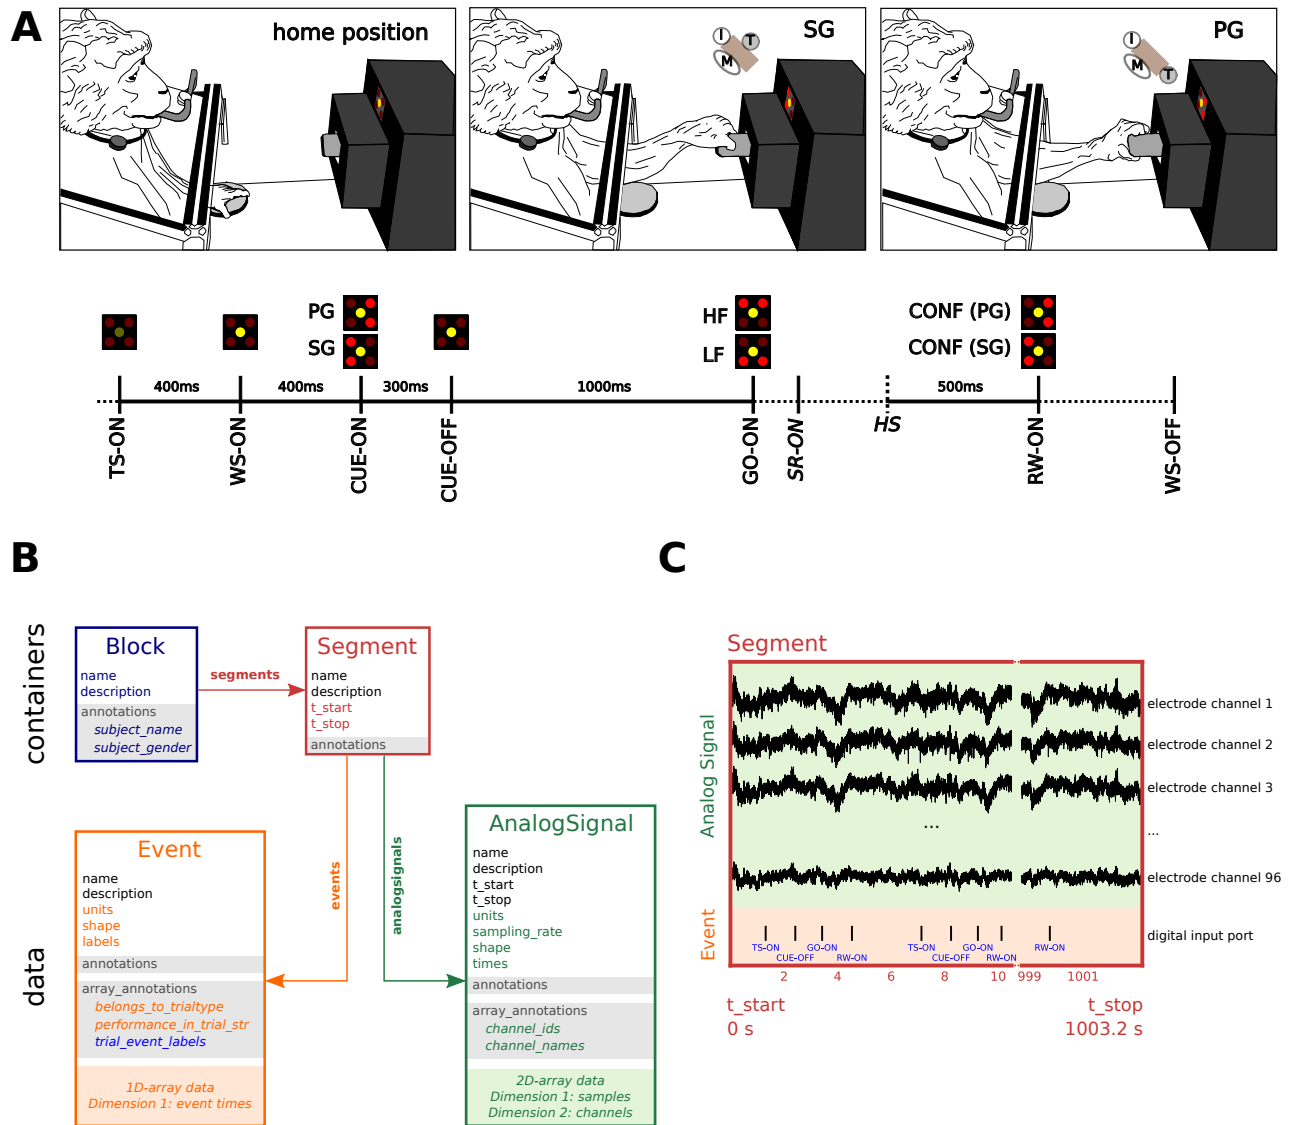 A
home position
SG
I
T
M
PG
I
M
T
PG
SG
HF
LF
CONF (PG)
CONF (SG)
400ms
400ms
300ms
1000ms
500ms
TS-ON
WS-ON
CUE-ON
CUE-OFF
GO-ON
SR-ON
HS
RW-ON
WS-OFF
B
containers
data
Block
name
description
annotations
subject_name
subject_gender
segments
Segment
name
description
t_start
t_stop
annotations
events
analogsignals
Event
name
description
units
shape
labels
annotations
array_annotations
belongs_to_trialtype
performance_in_trial_str
trial_event_labels
1D-array data
Dimension 1: event times
AnalogSignal
name
description
t_start
t_stop
units
sampling_rate
shape
times
annotations
array_annotations
channel_ids
channel_names
2D-array data
Dimension 1: samples
Dimension 2: channels
C
Segment
Analog Signal
Event
electrode channel 1
electrode channel 2
electrode channel 3
...
...
electrode channel 96
digital input port
TS-ON
CUE-OFF
GO-ON
RW-ON
TS-ON
CUE-OFF
GO-ON
RW-ON
RW-ON
2 4 6 8 10 999 1001
t_start
0 s
t_stop
1003.2 s